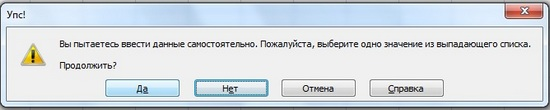 Упс!
Вы пытаетесь ввести данные самостоятельно. Пожалуйста, выберите одно значение из выпадающего списка.
Продолжить?
Да Нет Отмена Справка